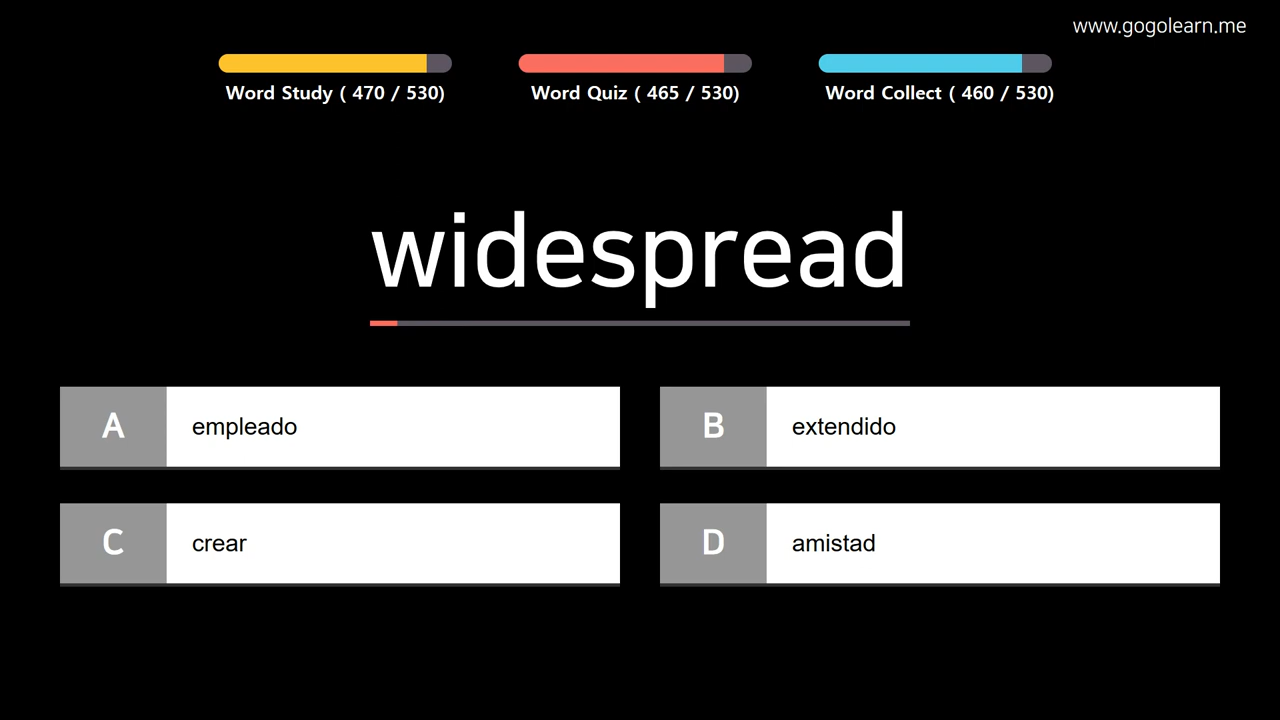 www.gogolearn.me
Word Study ( 470 / 530)
Word Quiz ( 465 / 530)
Word Collect ( 460 / 530)
widespread
A empleado
B extendido
C crear
D amistad